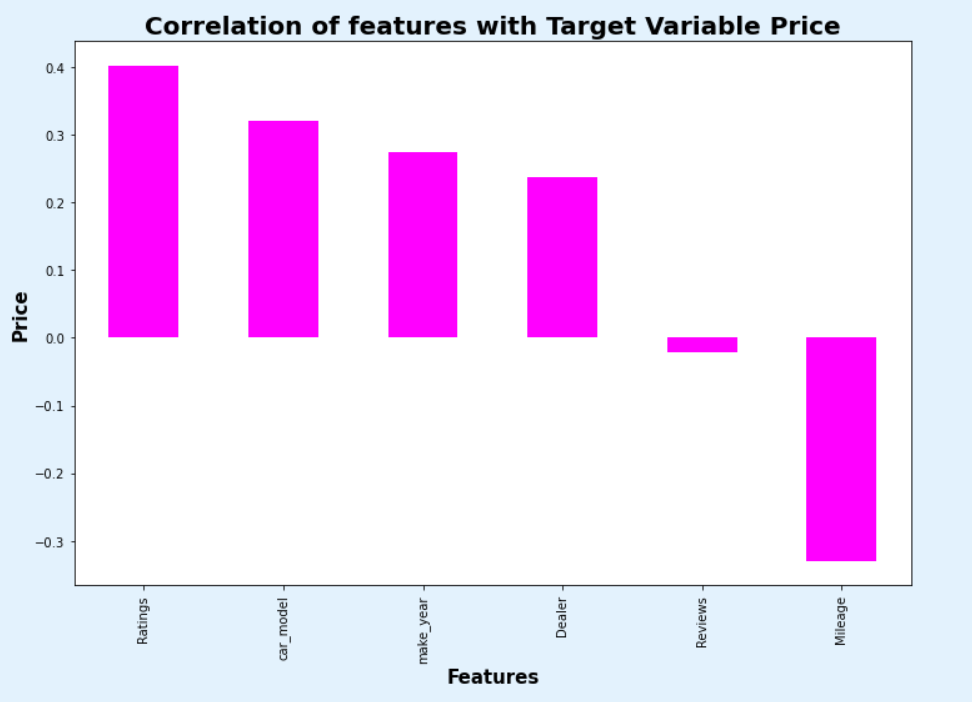 Correlation of features with Target Variable Price
0.4
0.3
0.2
0.1
0.0
−0.1
−0.2
−0.3
Price
Ratings
car_model
make_year
Dealer
Reviews
Mileage
Features